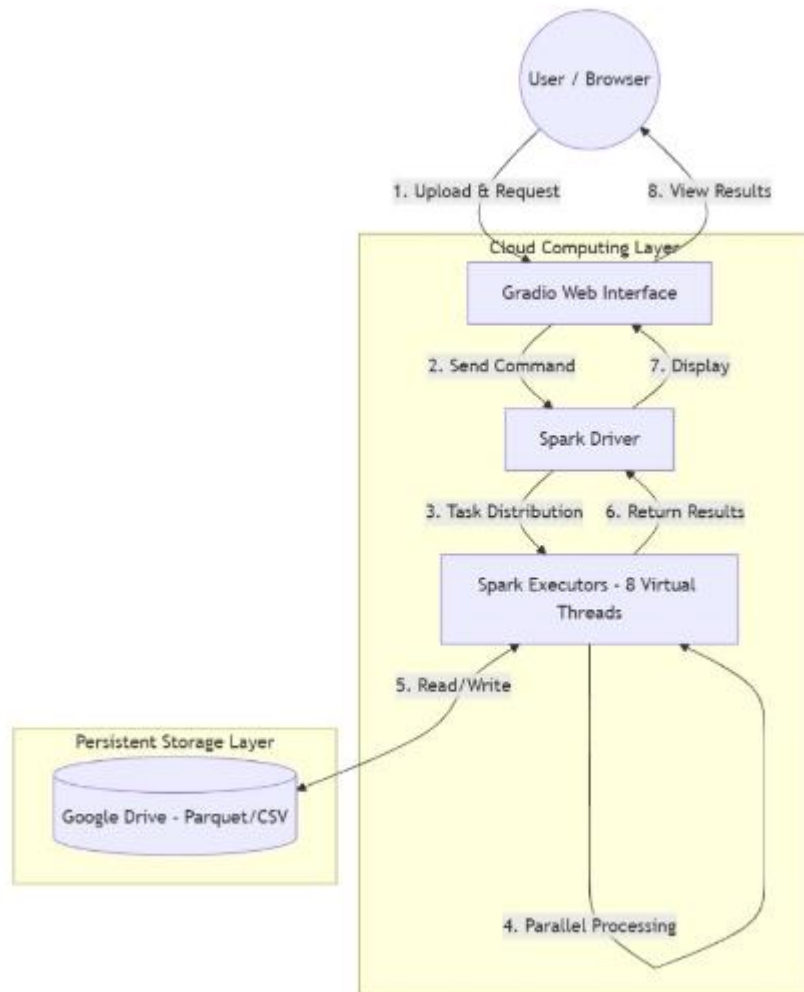 User / Browser
1. Upload & Request
8. View Results
Cloud Computing Layer
Gradio Web Interface
2. Send Command
7. Display
Spark Driver
3. Task Distribution
6. Return Results
Spark Executors - 8 Virtual
Threads
5. Read/Write
Persistent Storage Layer
Google Drive - Parquet/CSV
4. Parallel Processing